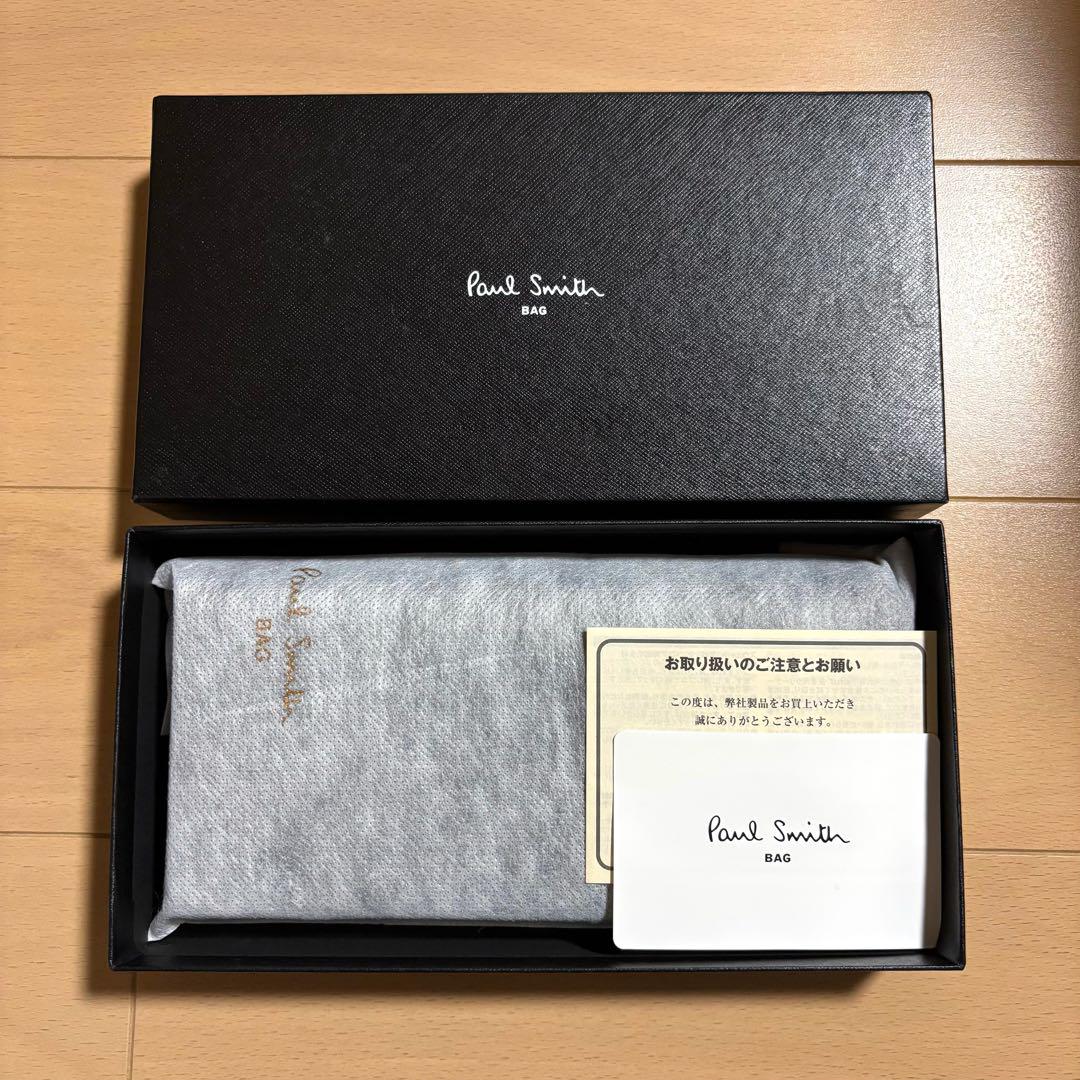 Paul Smith
BAG
Paul Smith
BAG
お取り扱いのご注意とお願い
この度は、弊社製品をお買上いただき
誠にありがとうございます。
Paul Smith
BAG